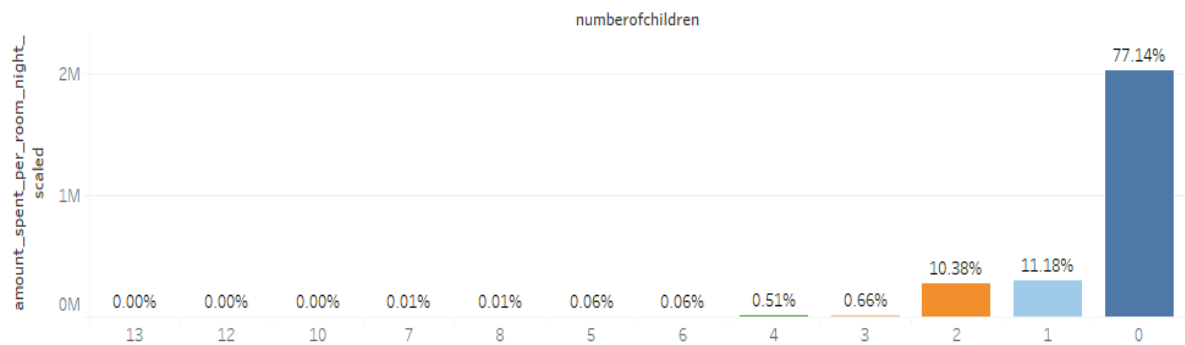 numberofchildren
amount_spent_per_room_night_
scaled
2M
1M
0M
0.00% 0.00% 0.00% 0.01% 0.01% 0.06% 0.06% 0.51% 0.66% 10.38% 11.18% 77.14%
13 12 10 7 8 5 6 4 3 2 1 0